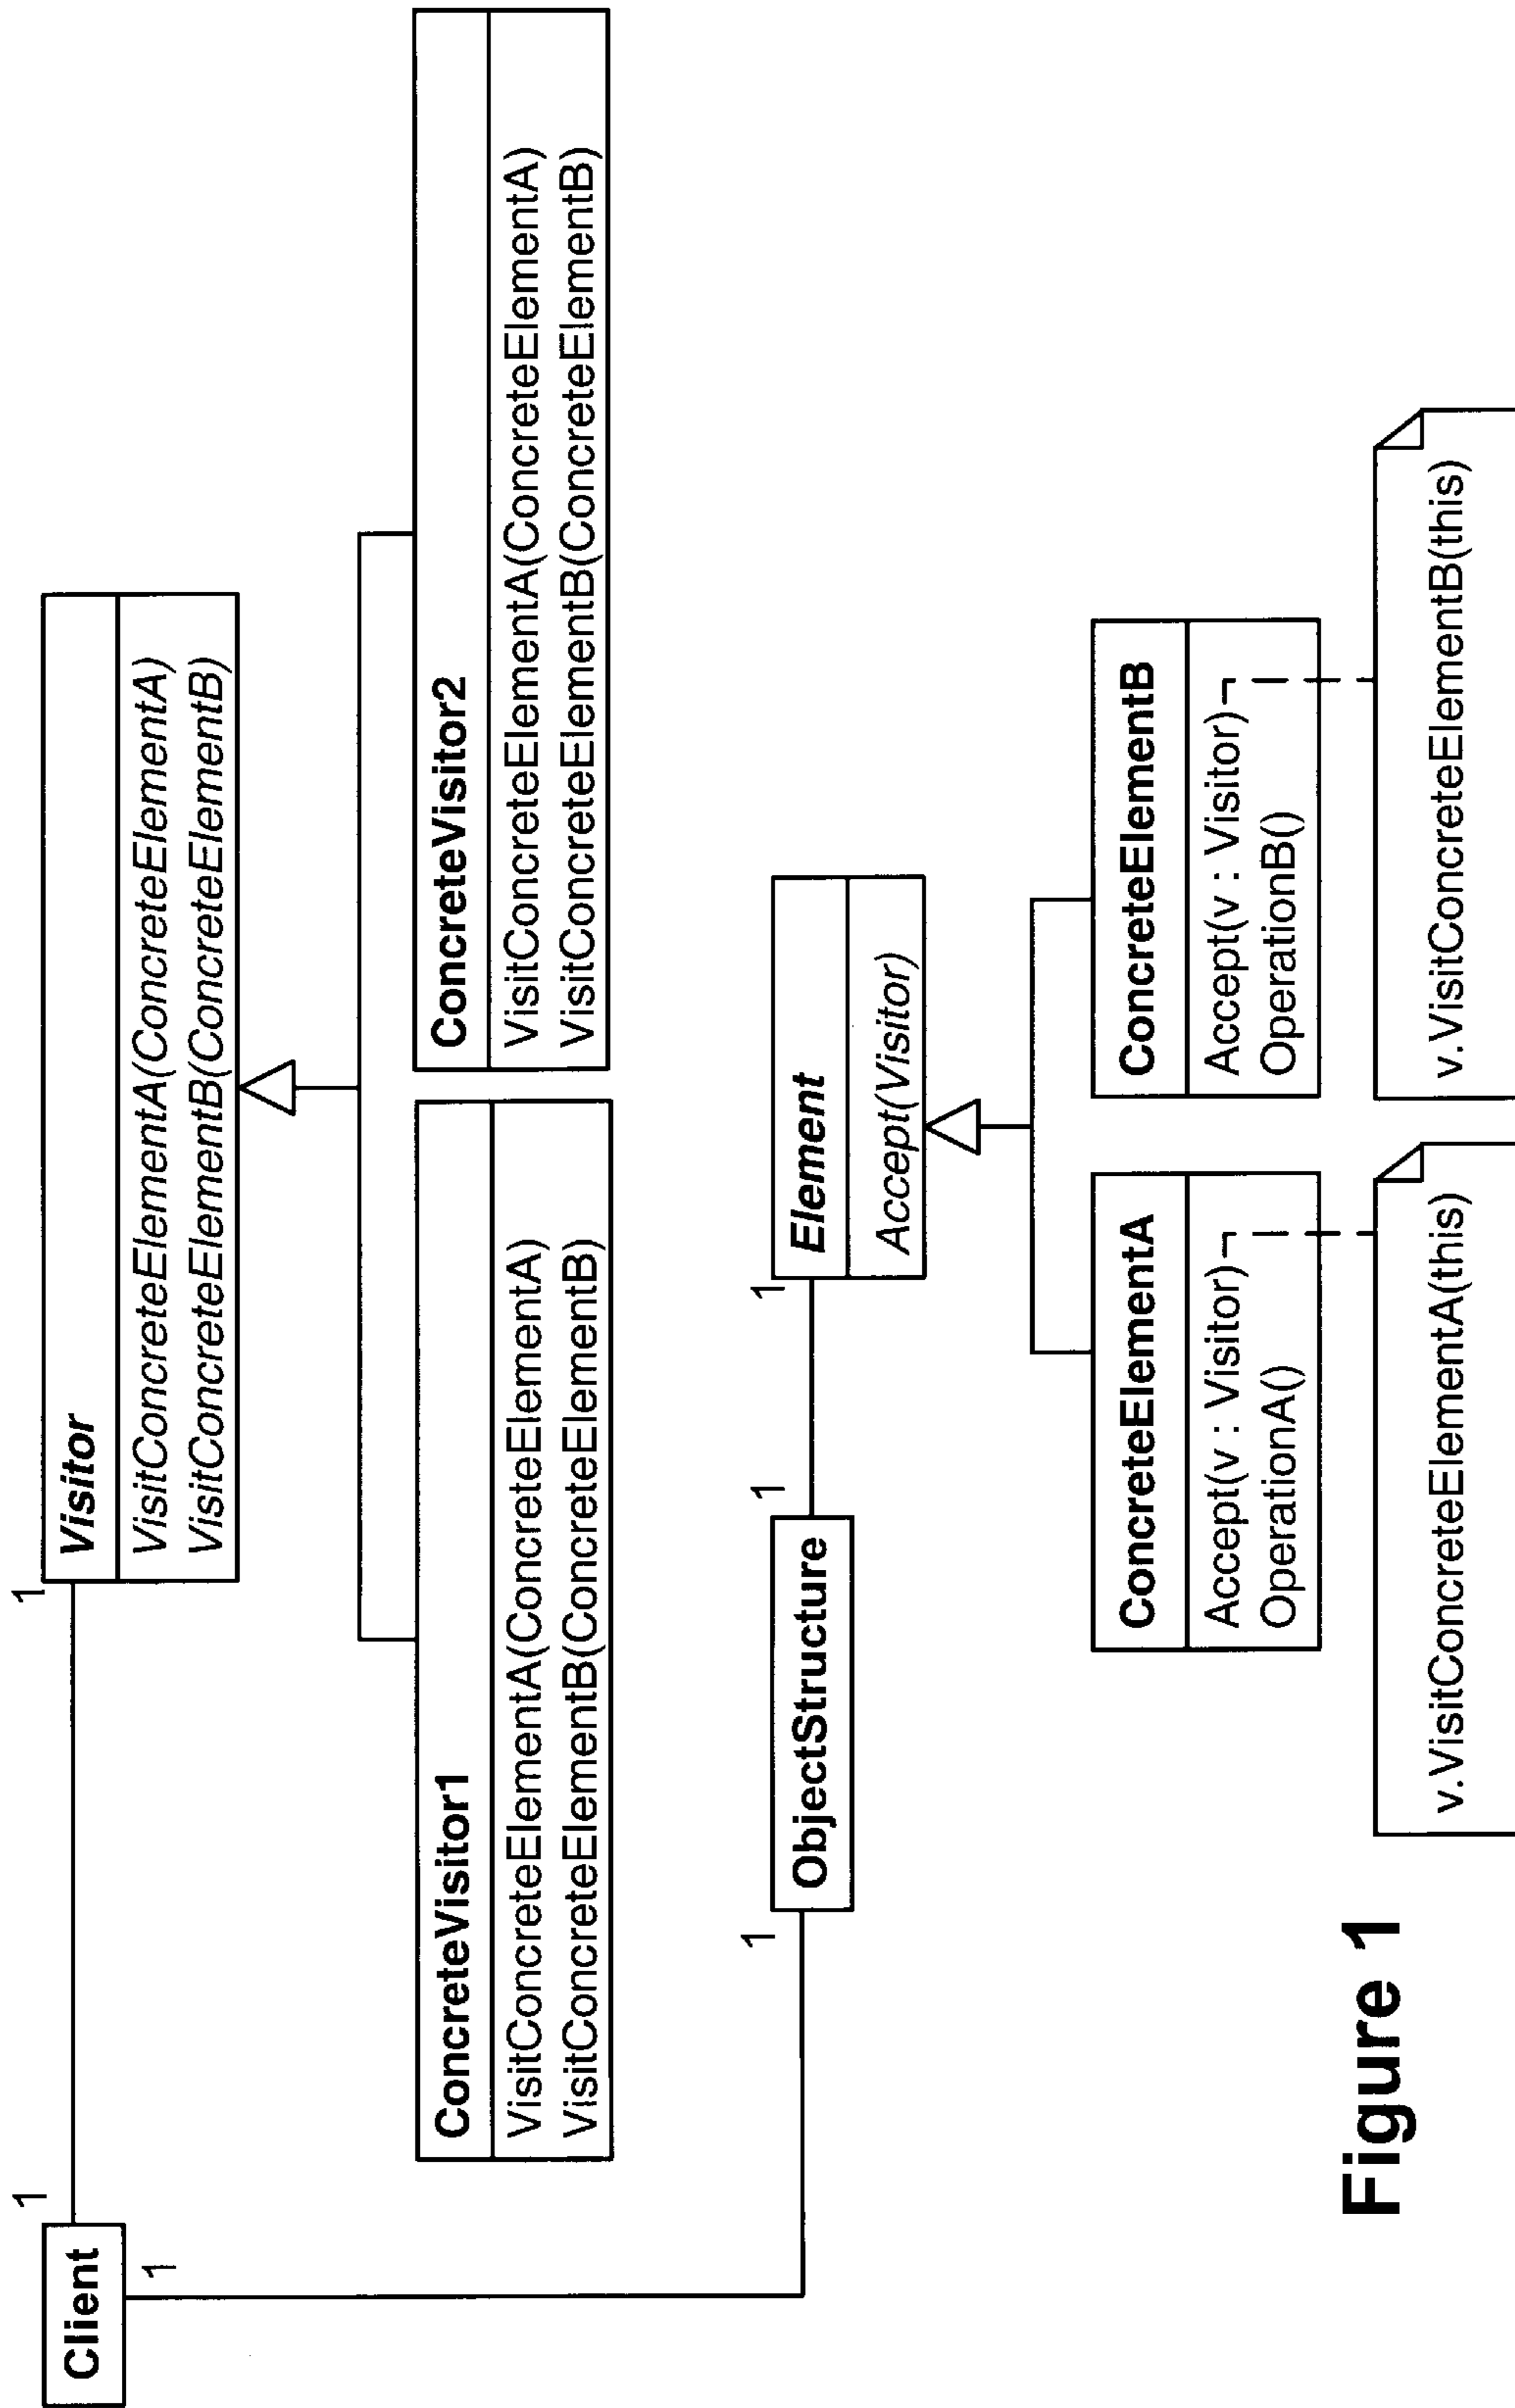 Client
1
1
1
Visitor
VisitConcreteElementA(ConcreteElementA)
VisitConcreteElementB(ConcreteElementB)
ConcreteVisitor1
VisitConcreteElementA(ConcreteElementA)
VisitConcreteElementB(ConcreteElementB)
ConcreteVisitor2
VisitConcreteElementA(ConcreteElementA)
VisitConcreteElementB(ConcreteElementB)
1
ObjectStructure
1
1
Element
Accept(Visitor)
ConcreteElementA
Accept(v : Visitor)
OperationA()
ConcreteElementB
Accept(v : Visitor)
OperationB()
v.VisitConcreteElementA(this)
v.VisitConcreteElementB(this)
Figure 1